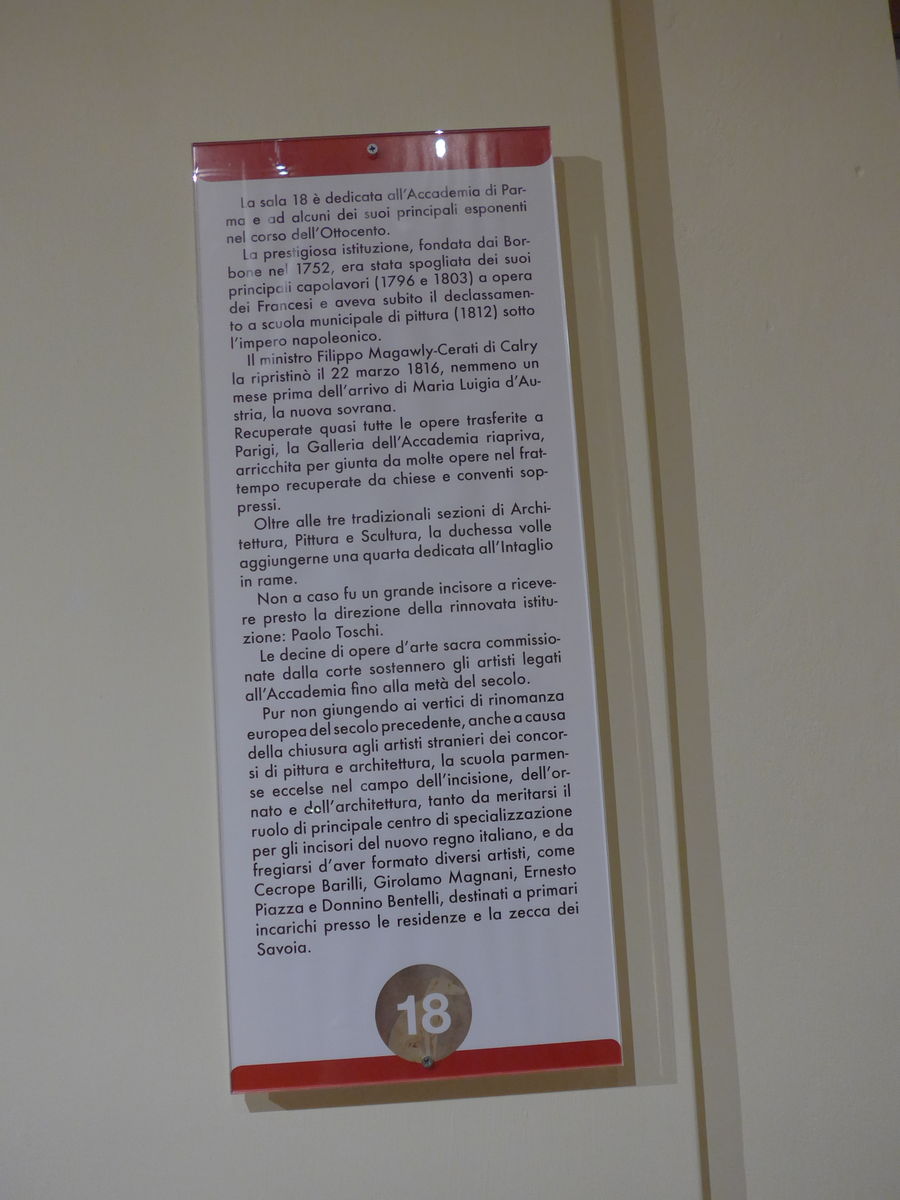 La sala 18 è dedicata all'Accademia di Par-
ma e ad alcuni dei suoi principali esponenti
nel corso dell'Ottocento.
La prestigiosa istituzione, fondata dai Bor-
bone nel 1752, era stata spogliata dei suoi
principali capolavori (1796 e 1803) a opera
dei Francesi e aveva subito il declassamen-
to a scuola municipale di pittura (1812) sotto
l'impero napoleonico.
Il ministro Filippo Magawly-Cerati di Calry
la ripristinò il 22 marzo 1816, nemmeno un
mese prima dell'arrivo di Maria Luigia d'Au-
stria, la nuova sovrana.
Recuperate quasi tutte le opere trasferite a
Parigi, la Galleria dell'Accademia riapriva,
arricchita per giunta da molte opere nel frat-
tempo recuperate da chiese e conventi sop-
pressi.
Oltre alle tre tradizionali sezioni di Archi-
tettura, Pittura e Scultura, la duchessa volle
aggiungerne una quarta dedicata all'Intaglio
in rame.
Non a caso fu un grande incisore a riceve-
re presto la direzione della rinnovata istitu-
zione: Paolo Toschi.
Le decine di opere d'arte sacra commissio-
nate dalla corte sostennero gli artisti legati
all'Accademia fino alla metà del secolo.
Pur non giungendo ai vertici di rinomanza
europea del secolo precedente, anche a causa
della chiusura agli artisti stranieri dei concor-
si di pittura e architettura, la scuola parmen-
se eccelse nel campo dell'incisione, dell'or-
nato e dell'architettura, tanto da meritarsi il
ruolo di principale centro di specializzazione
per gli incisori del nuovo regno italiano, e da
fregiarsi d'aver formato diversi artisti, come
Cecrope Barilli, Girolamo Magnani, Ernesto
Piazza e Donnino Bentelli, destinati a primari
incarichi presso le residenze e la zecca dei
Savoia.
18